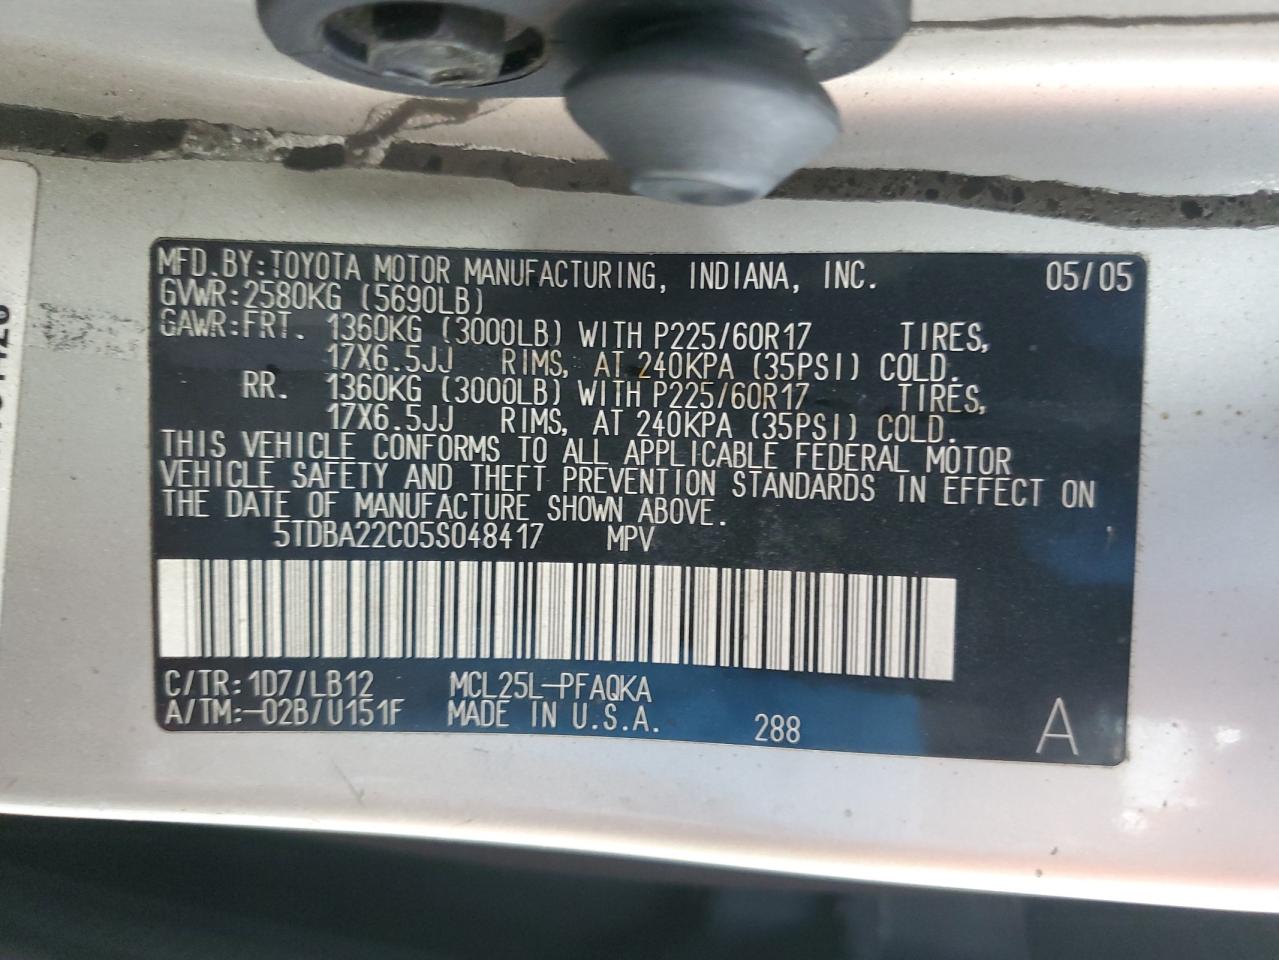 MFD.BY:TOYOTA MOTOR MANUFACTURING, INDIANA, INC. 05/05
GVWR:2580KG (5690LB)
GAWR:FRT. 1360KG (3000LB) WITH P225/60R17 TIRES,
17X6.5JJ RIMS, AT 240KPA (35PSI) COLD.
RR. 1360KG (3000LB) WITH P225/60R17 TIRES,
17X6.5JJ RIMS, AT 240KPA (35PSI) COLD.
THIS VEHICLE CONFORMS TO ALL APPLICABLE FEDERAL MOTOR
VEHICLE SAFETY AND THEFT PREVENTION STANDARDS IN EFFECT ON
THE DATE OF MANUFACTURE SHOWN ABOVE.
5TDBA22C05S048417 MPV
C/TR: 1D7/LB12 MCL25L-PFAQKA
A/TM:-02B/U151F MADE IN U.S.A. 288 A